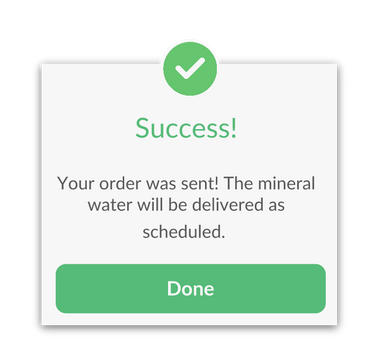 Success!
Your order was sent! The mineral
water will be delivered as
scheduled.
Done